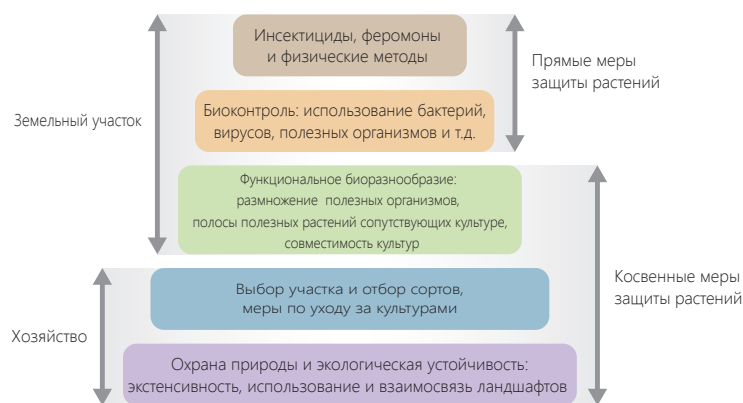 Инсектициды, феромоны
и физические методы
Прямые меры
защиты растений
Земельный участок
Биоконтроль: использование бактерий,
вирусов, полезных организмов и т.д.
Функциональное биоразнообразие:
размножение полезных организмов,
полосы полезных растений сопутствующих культуре,
совместимость культур
Косвенные меры
защиты растений
Выбор участка и отбор сортов,
меры по уходу за культурами
Хозяйство
Охрана природы и экологическая устойчивость:
экстенсивность, использование и взаимосвязь ландшафтов